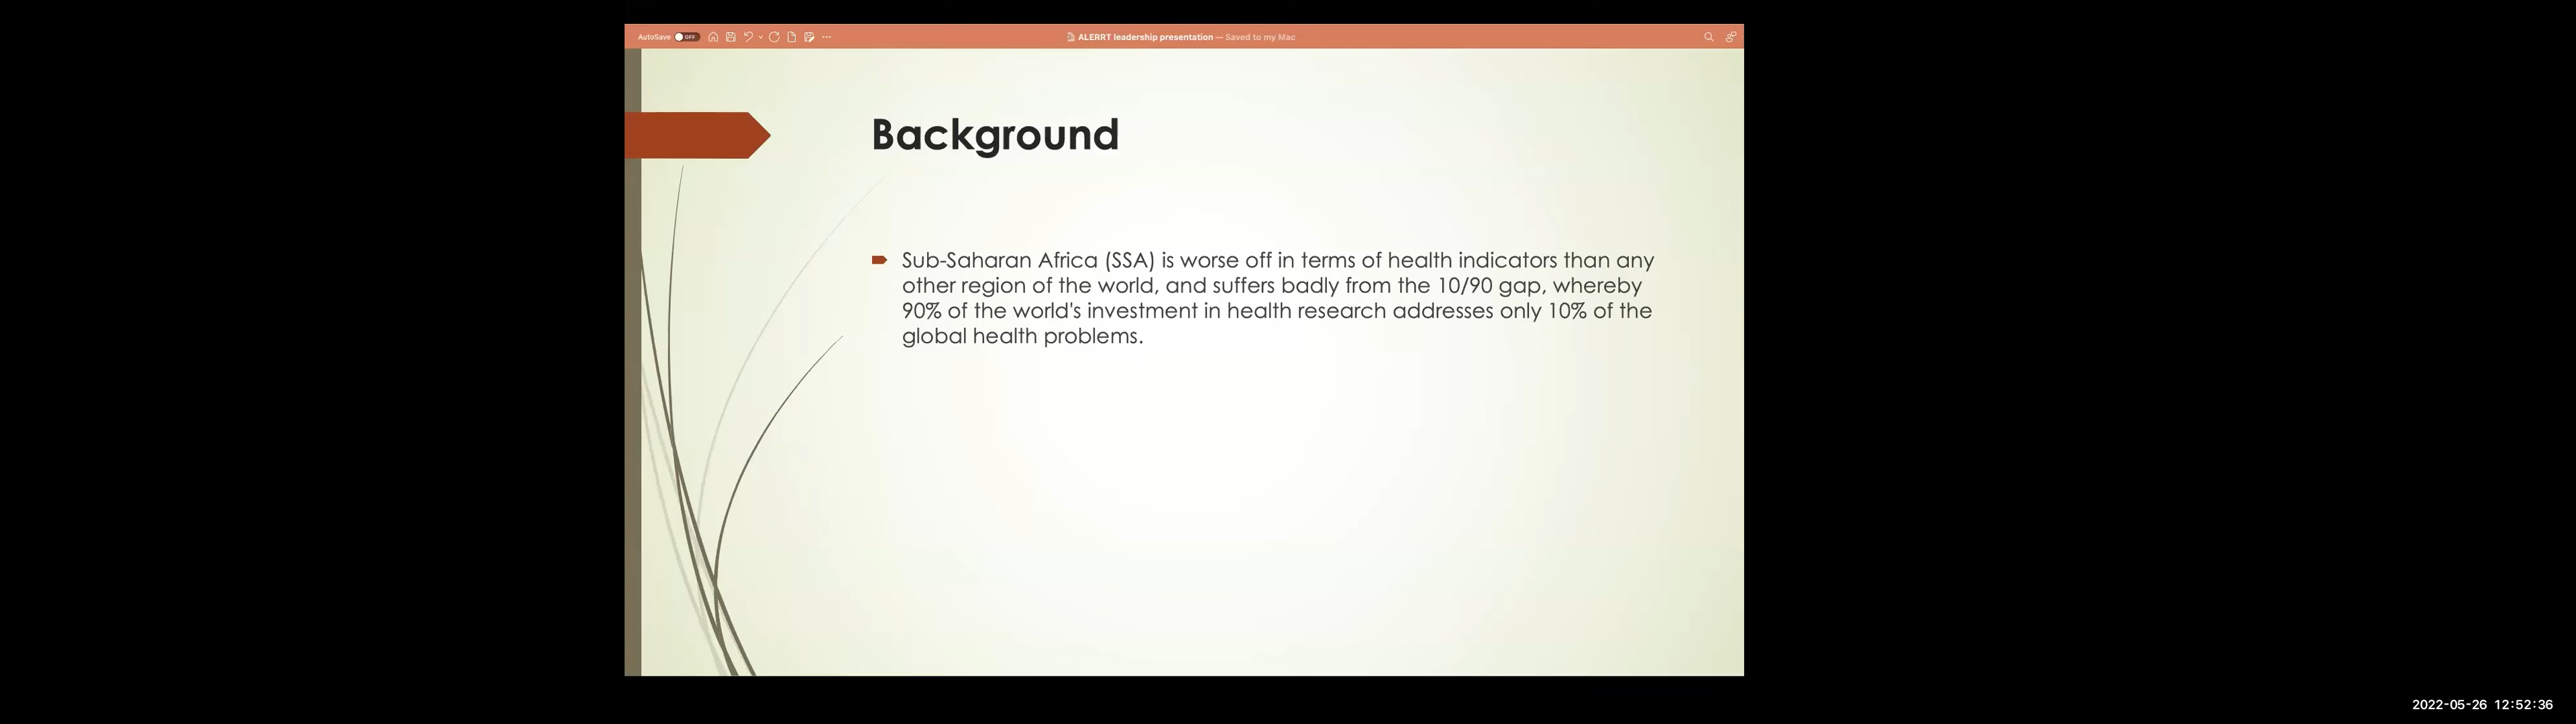 AutoSave OFF
ALERRT leadership presentation — Saved to my Mac
Background
Sub-Saharan Africa (SSA) is worse off in terms of health indicators than any
other region of the world, and suffers badly from the 10/90 gap, whereby
90% of the world's investment in health research addresses only 10% of the
global health problems.
2022-05-26 12:52:36